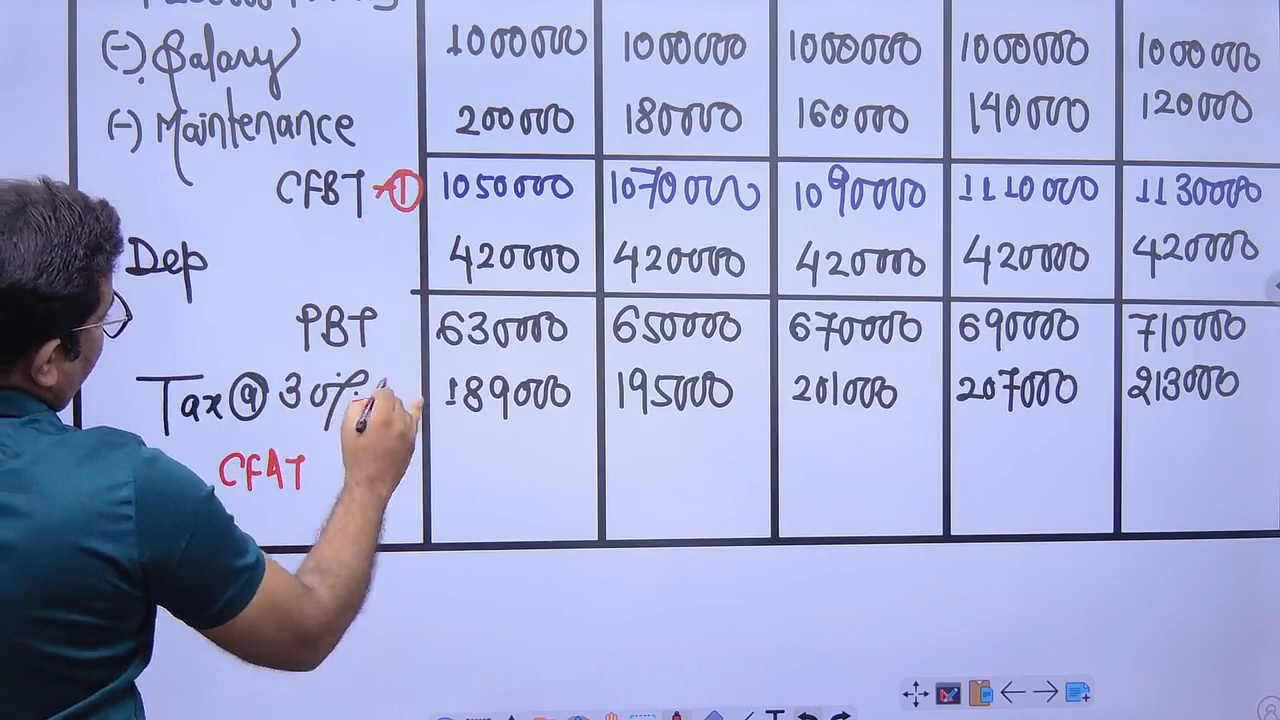 (-) Salary 1000000 1000000 1000000 1000000 1000000
(-) Maintenance 200000 180000 160000 140000 120000
CFBT → ① 1050000 1070000 1090000 1110000 1130000
Dep 420000 420000 420000 420000 420000
PBT 630000 650000 670000 690000 710000
Tax @ 30% 189000 195000 201000 207000 213000
CFAT